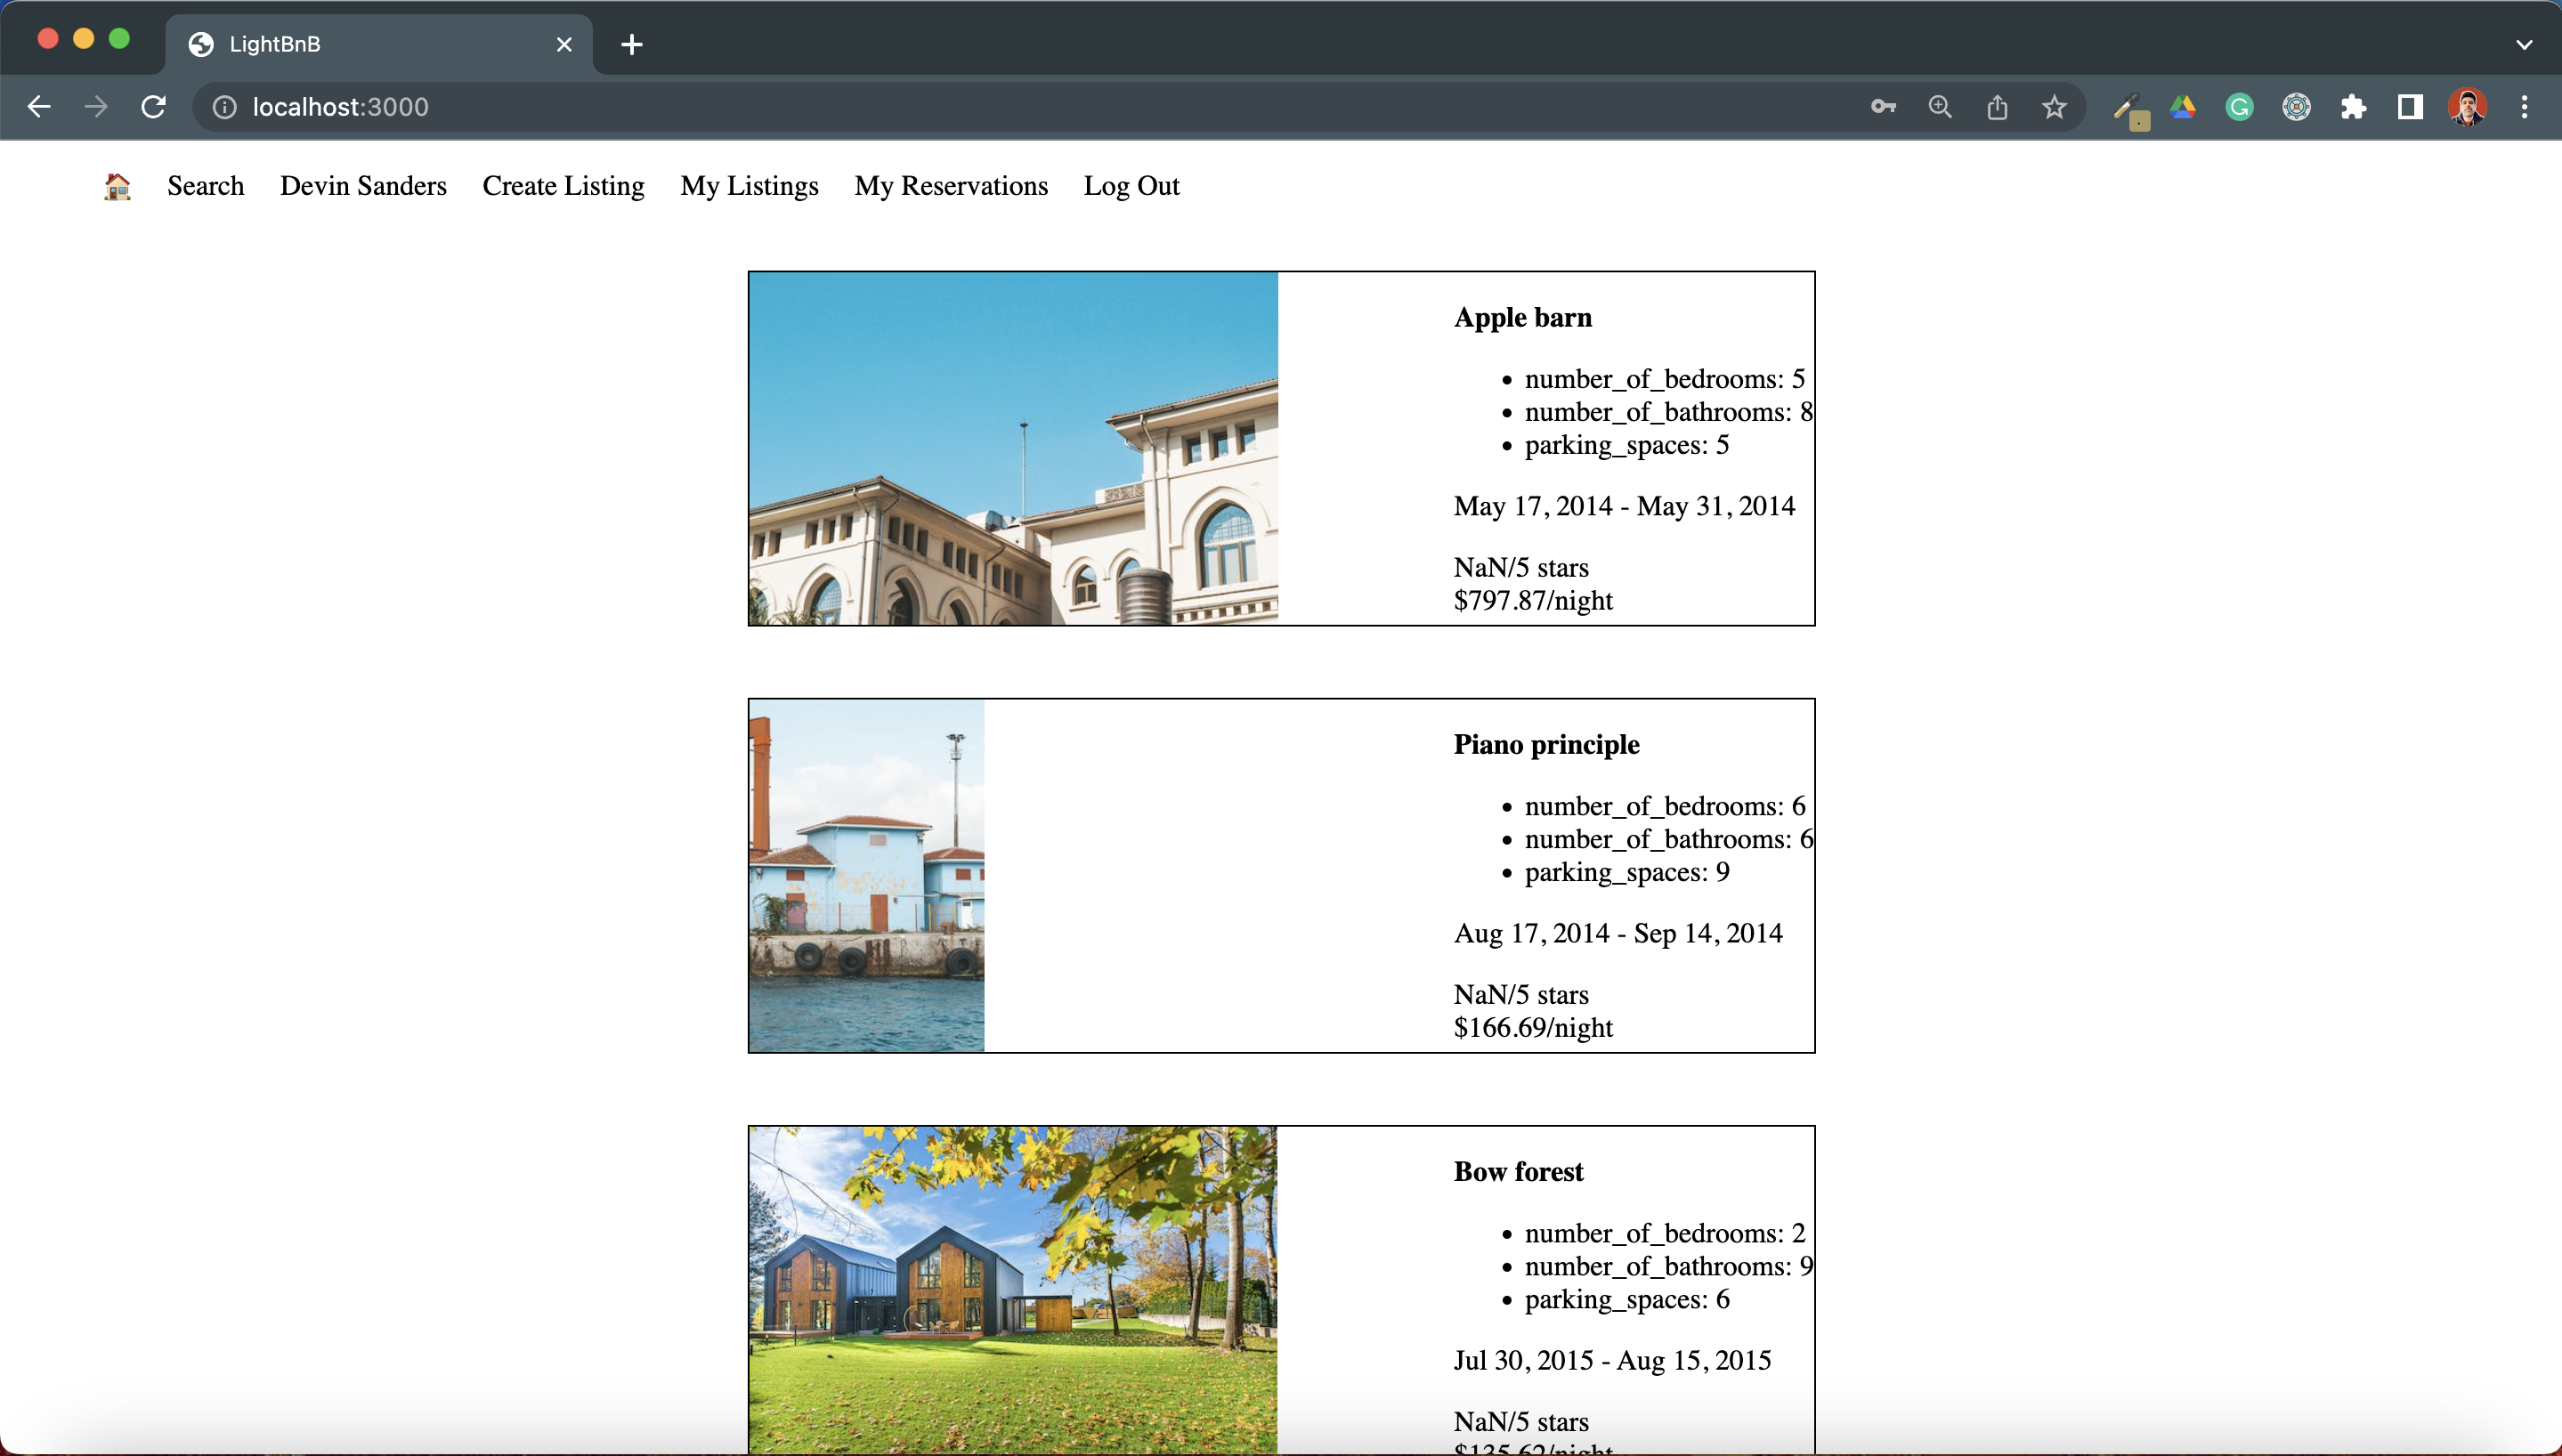 LightBnB
localhost:3000
Search Devin Sanders Create Listing My Listings My Reservations Log Out
Apple barn
number_of_bedrooms: 5
number_of_bathrooms: 8
parking_spaces: 5
May 17, 2014 - May 31, 2014
NaN/5 stars
$797.87/night
Piano principle
number_of_bedrooms: 6
number_of_bathrooms: 6
parking_spaces: 9
Aug 17, 2014 - Sep 14, 2014
NaN/5 stars
$166.69/night
Bow forest
number_of_bedrooms: 2
number_of_bathrooms: 9
parking_spaces: 6
Jul 30, 2015 - Aug 15, 2015
NaN/5 stars
$135.62/night